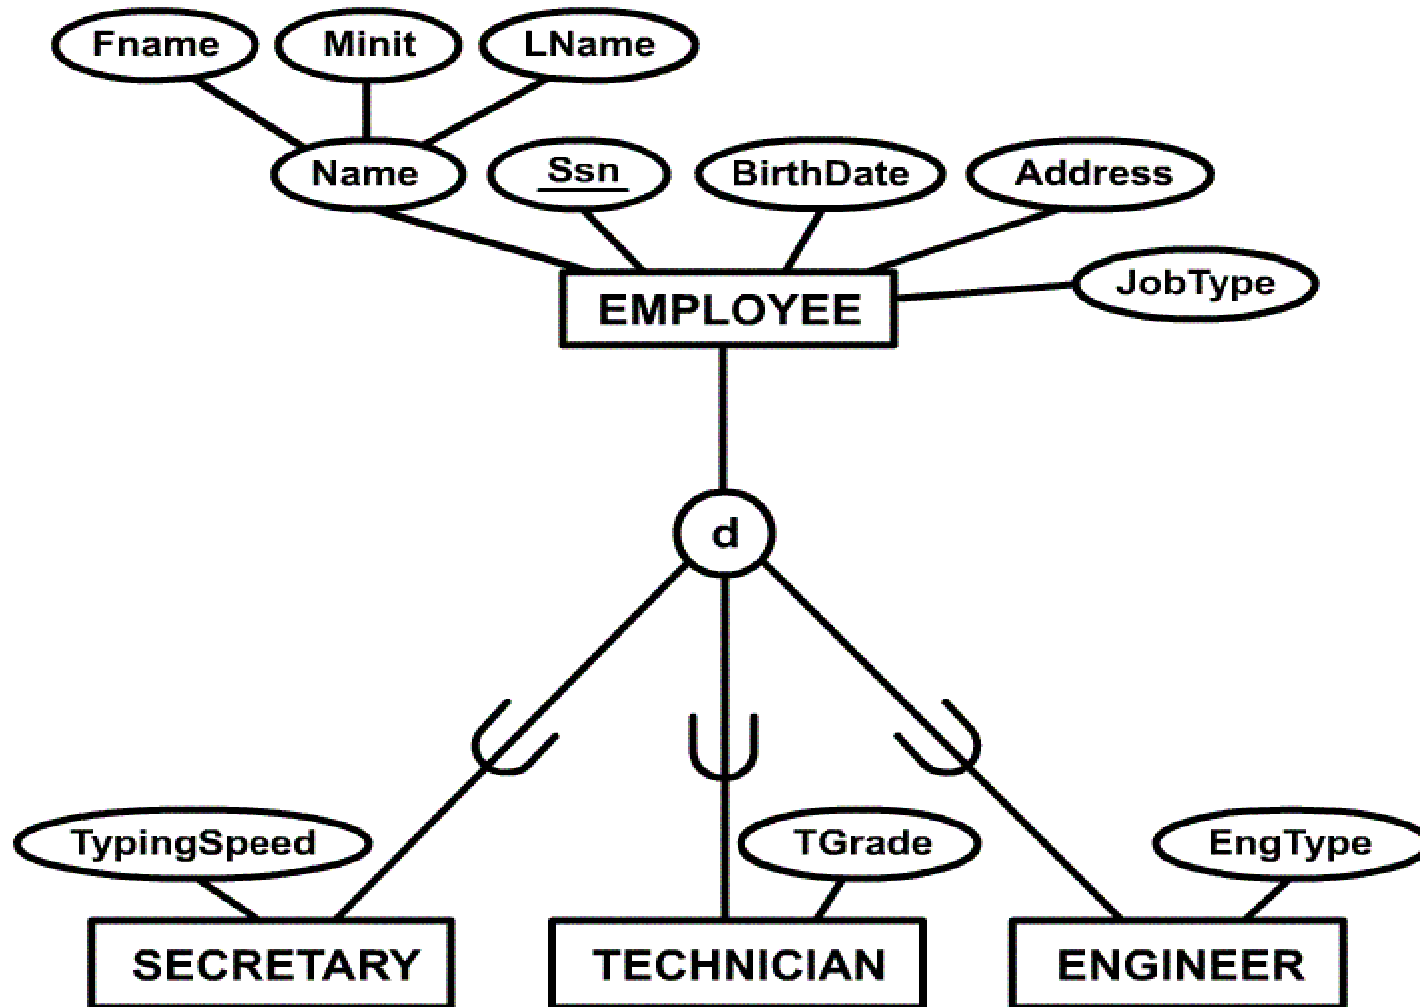 Fname Minit LName
Name Ssn BirthDate Address
JobType
EMPLOYEE
d
TypingSpeed TGrade EngType
SECRETARY TECHNICIAN ENGINEER